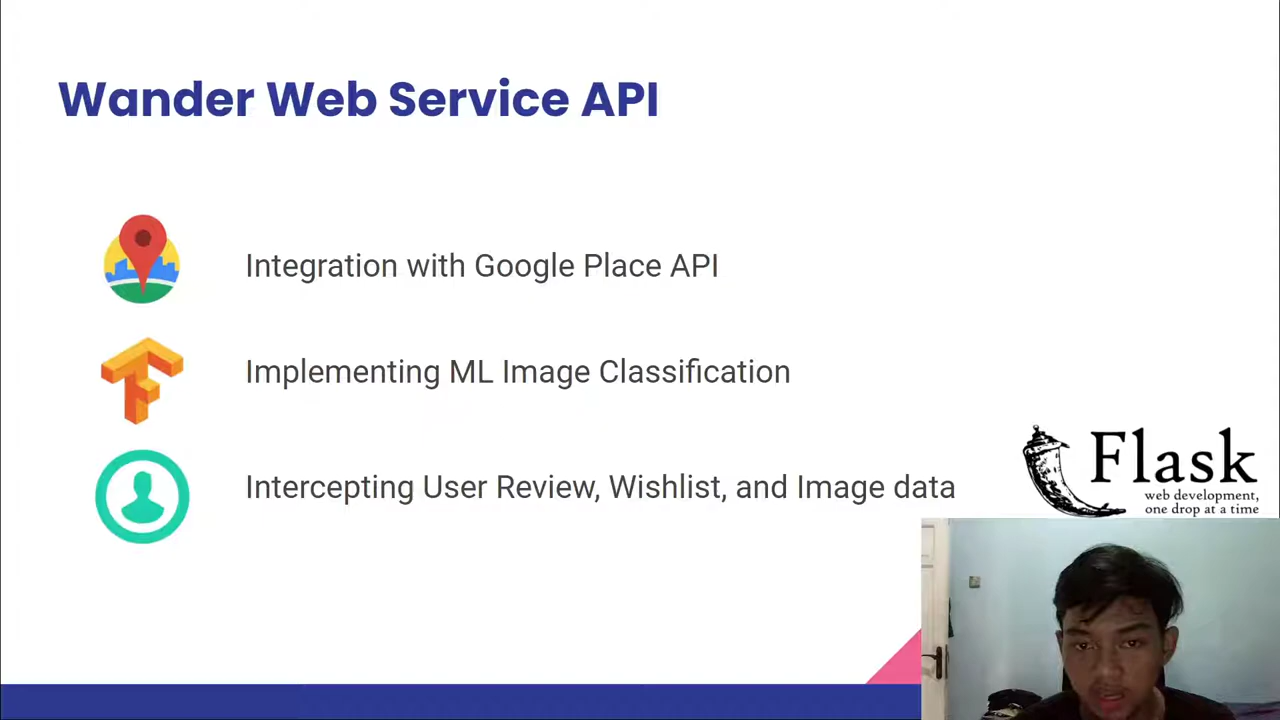 Wander Web Service API
Integration with Google Place API
Implementing ML Image Classification
Intercepting User Review, Wishlist, and Image data
Flask
web development,
one drop at a time